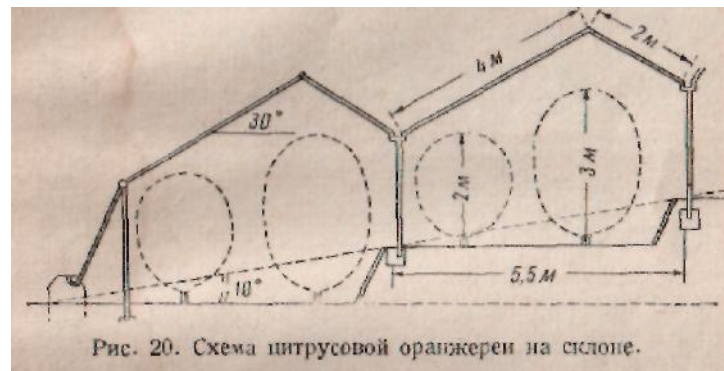 4 м
2 м
30°
2 м
3 м
10°
5,5 м
Рис. 20. Схема цитрусовой оранжереи на склоне.